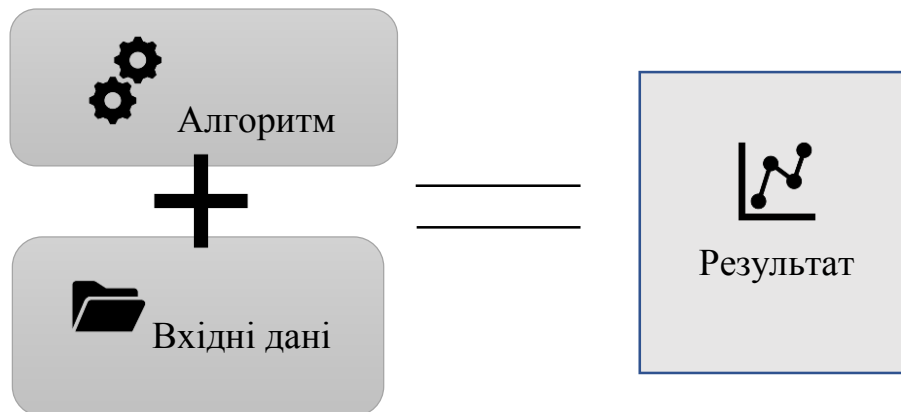 Алгоритм
Вхідні дані
Результат